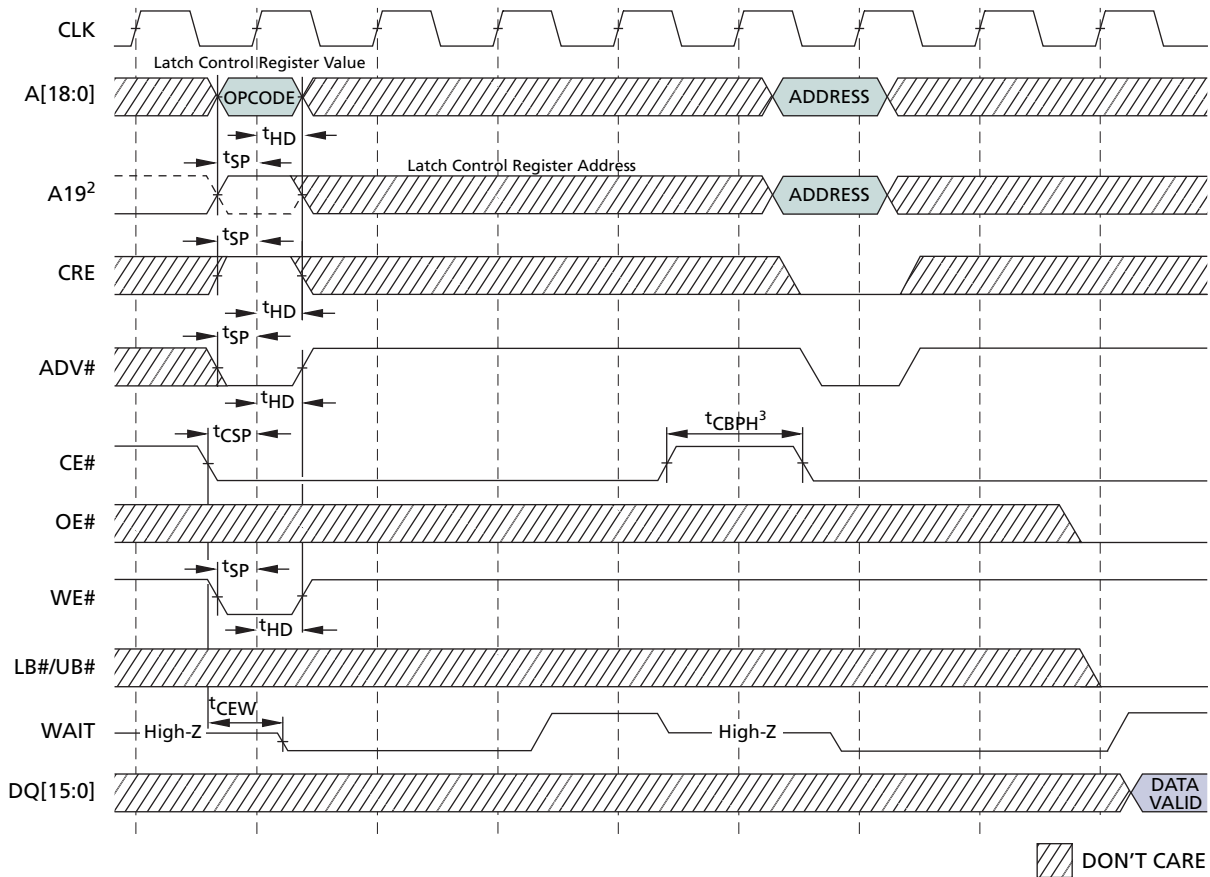 CLK
Latch Control Register Value
A[18:0]
OPCODE
ADDRESS
tHD
tSP
Latch Control Register Address
A19²
ADDRESS
tSP
CRE
tHD
tSP
ADV#
tHD
tCSP
tCBPH³
CE#
OE#
tSP
WE#
tHD
LB#/UB#
tCEW
WAIT
High-Z
High-Z
DQ[15:0]
DATA
VALID
DON'T CARE